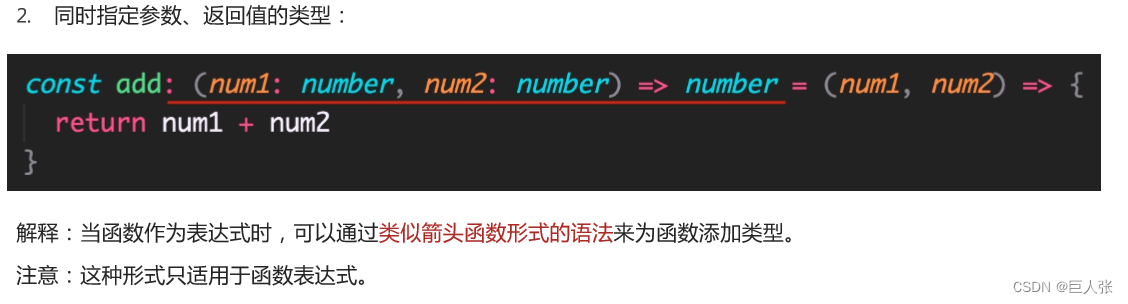 2. 同时指定参数、返回值的类型：
const add: (num1: number, num2: number) => number = (num1, num2) => {
return num1 + num2
}
解释：当函数作为表达式时，可以通过类似箭头函数形式的语法来为函数添加类型。
注意：这种形式只适用于函数表达式。
CSDN @巨人张